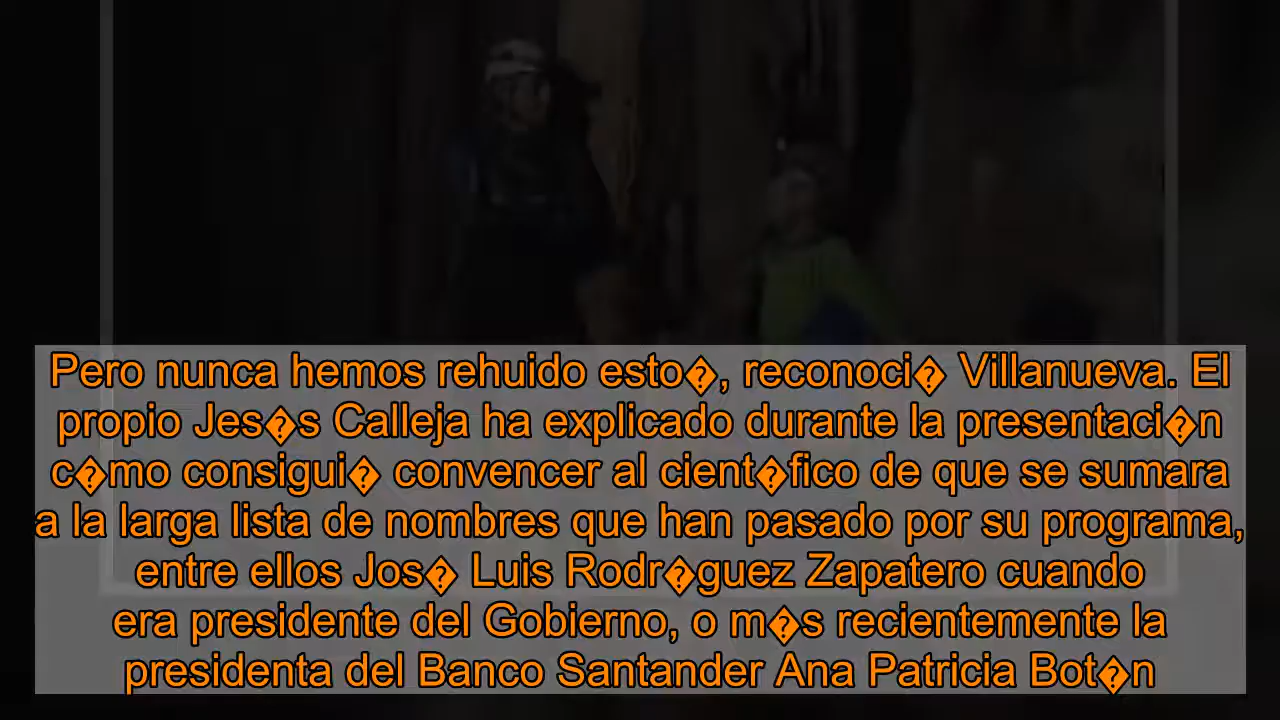 Pero nunca hemos rehuido esto�, reconoci� Villanueva. El
propio Jes�s Calleja ha explicado durante la presentaci�n
c�mo consigui� convencer al cient�fico de que se sumara
a la larga lista de nombres que han pasado por su programa,
entre ellos Jos� Luis Rodr�guez Zapatero cuando
era presidente del Gobierno, o m�s recientemente la
presidenta del Banco Santander Ana Patricia Bot�n